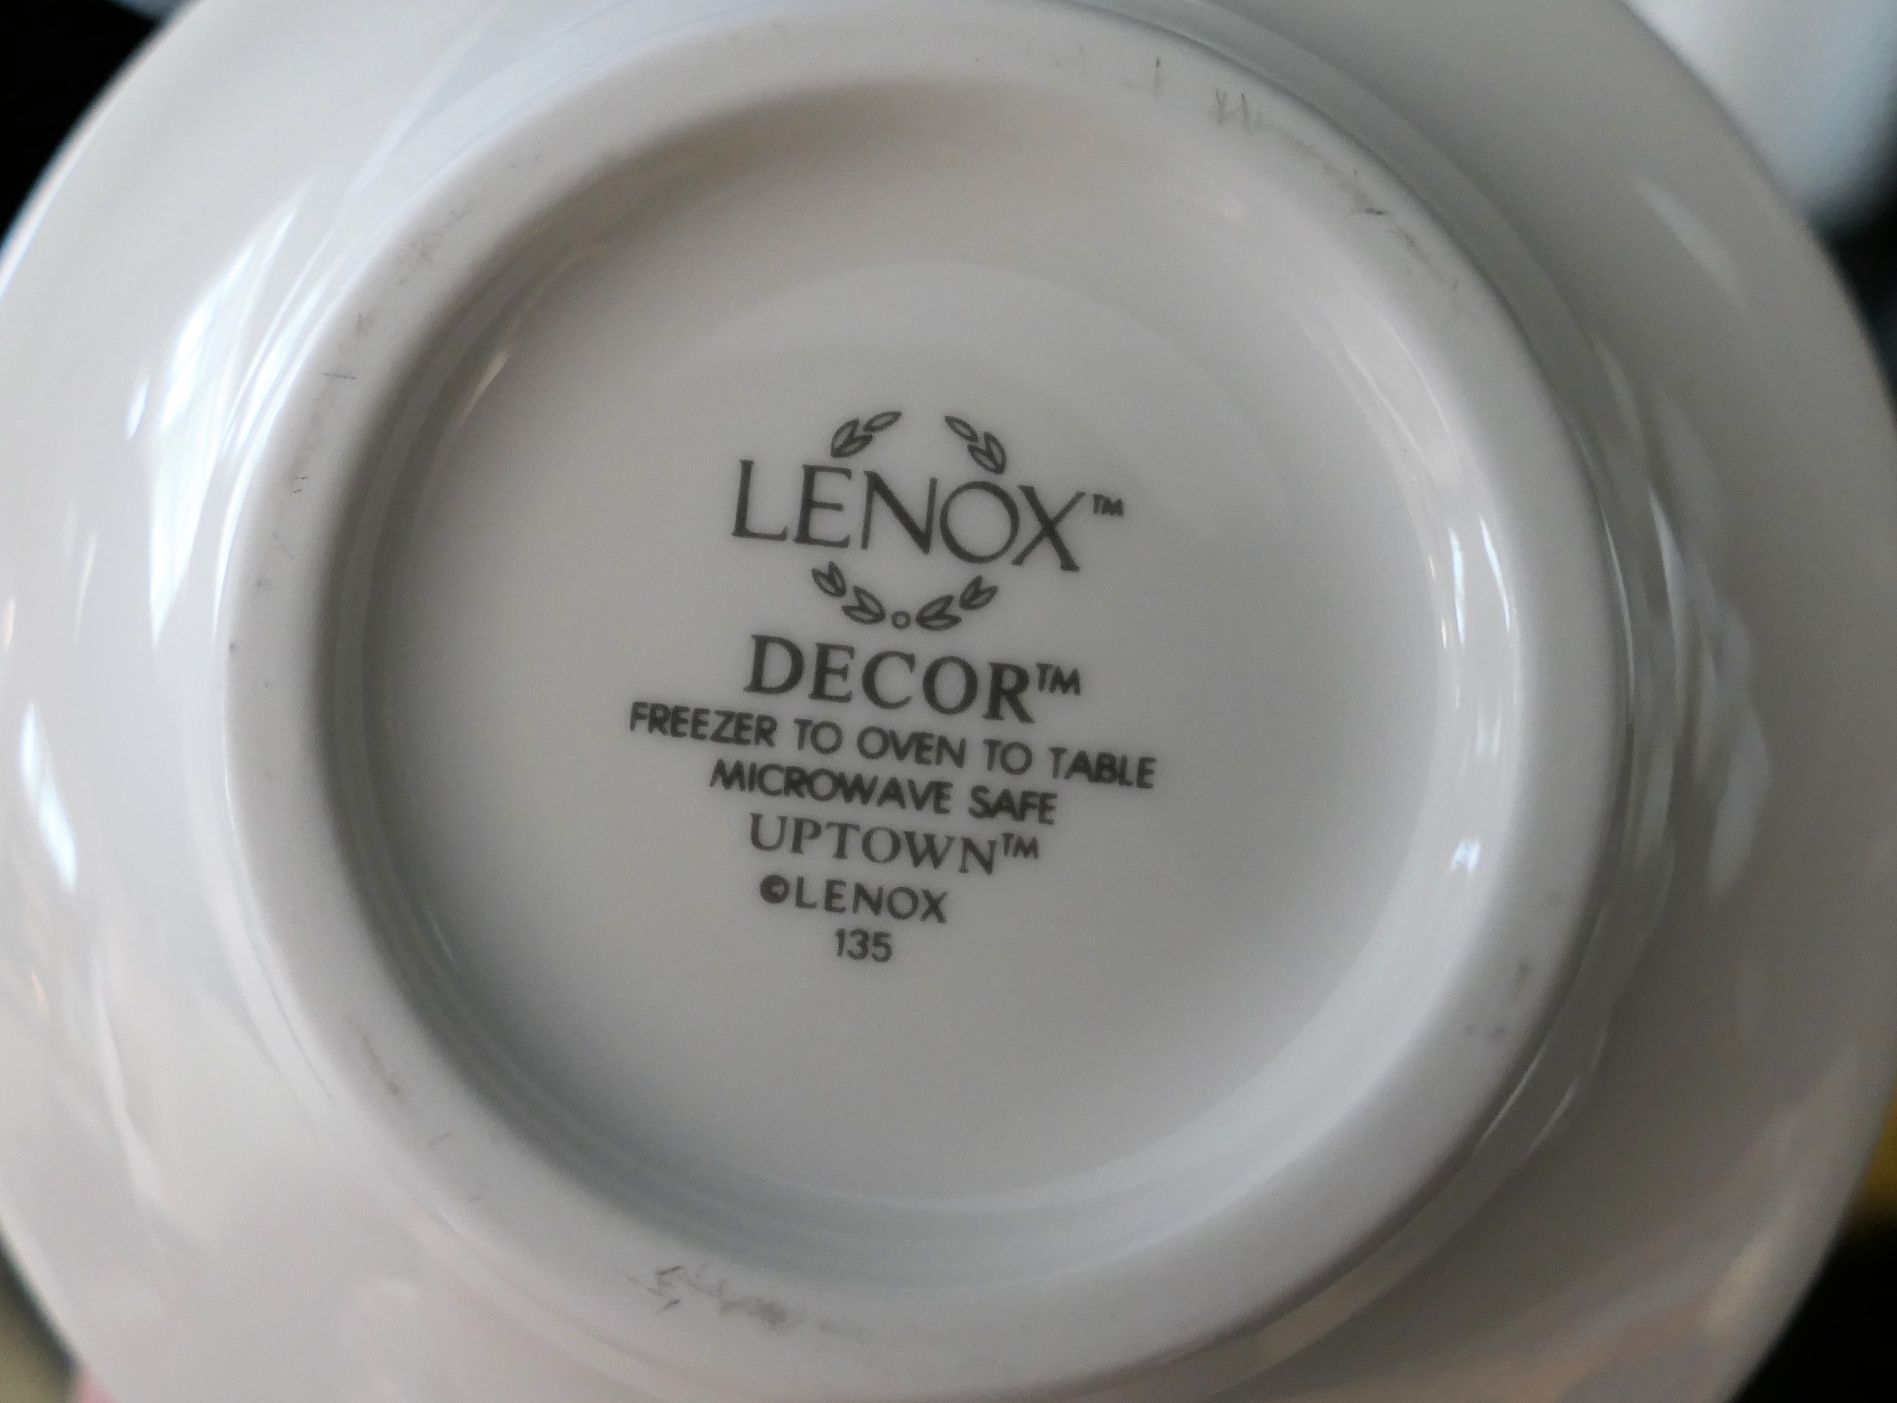 LENOX™
DECOR™
FREEZER TO OVEN TO TABLE
MICROWAVE SAFE
UPTOWN™
©LENOX
135